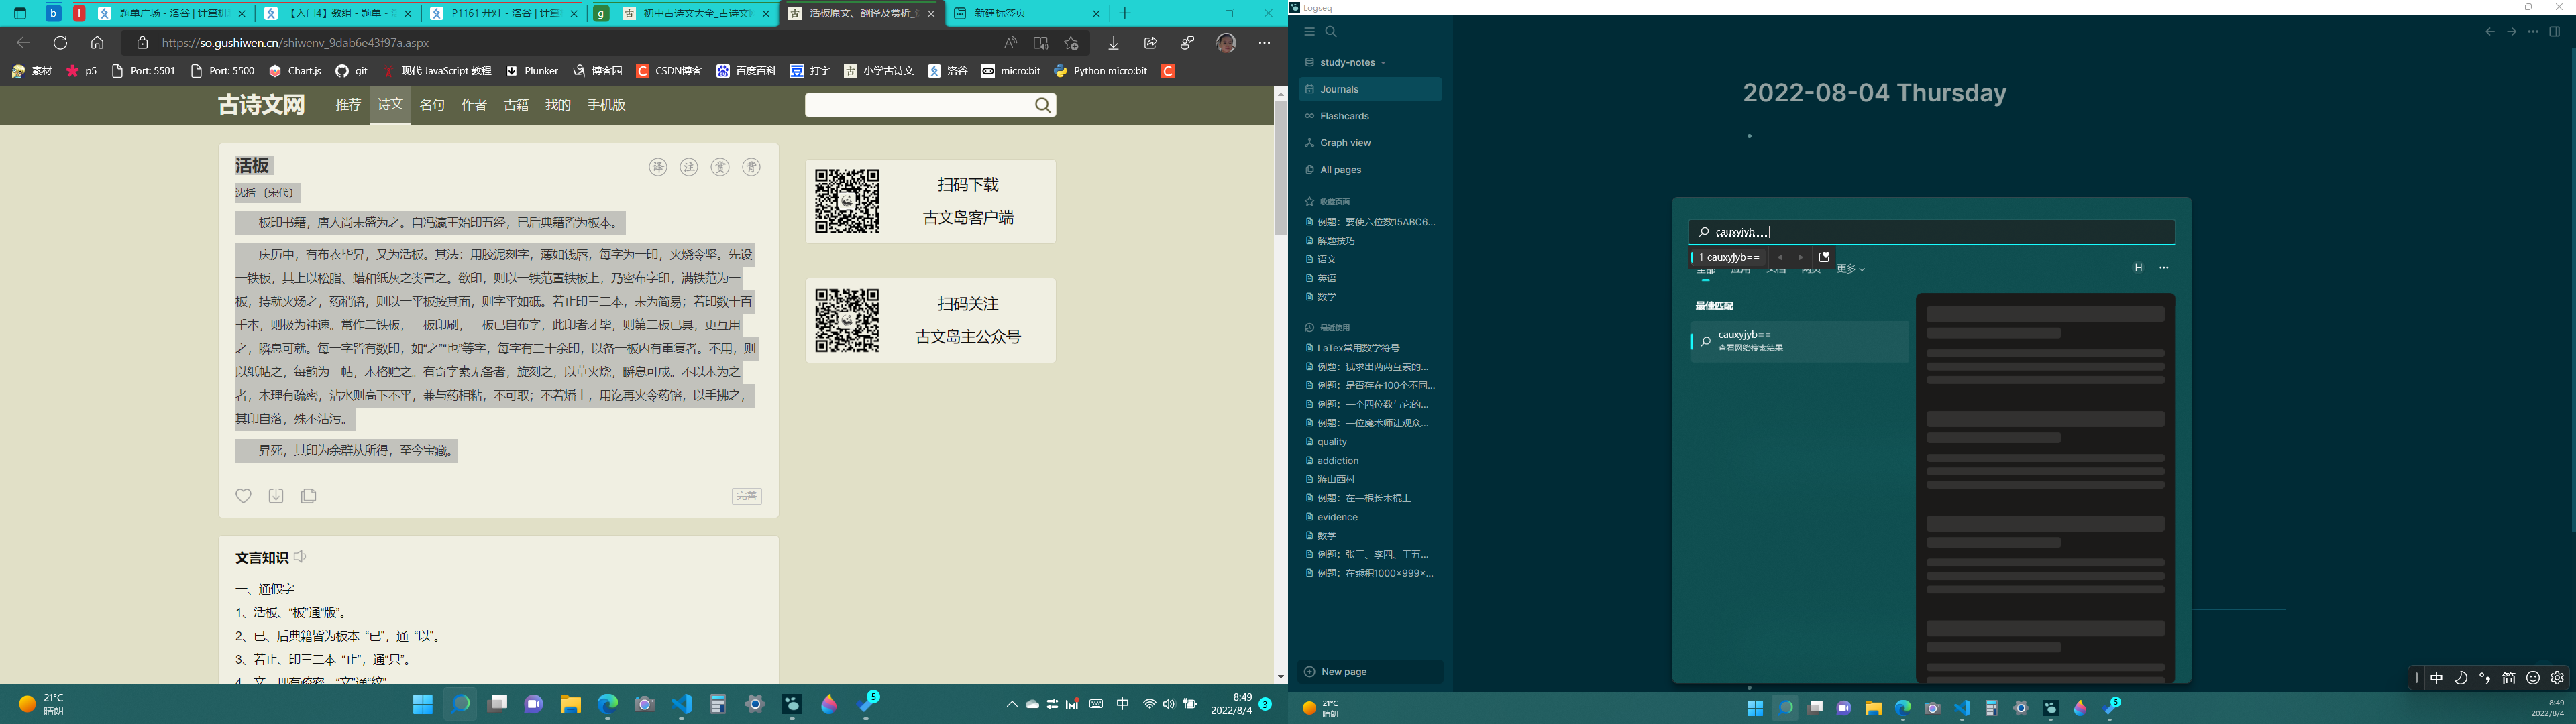 题单广场 - 洛谷 | 计算机
【入门4】数组 - 题单 -
P1161 开灯 - 洛谷 | 计算
初中古诗文大全_古诗文
活板原文、翻译及赏析_
新建标签页
https://so.gushiwen.cn/shiwenv_9dab6e43f97a.aspx
素材
p5
Port: 5501
Port: 5500
Chart.js
git
现代 JavaScript 教程
Plunker
博客园
CSDN博客
百度百科
打字
小学古诗文
洛谷
micro:bit
Python micro:bit
古诗文网
推荐
诗文
名句
作者
古籍
我的
手机版
活板
译
注
赏
背
沈括 〔宋代〕
板印书籍，唐人尚未盛为之。自冯瀛王始印五经，已后典籍皆为板本。
庆历中，有布衣毕昇，又为活板。其法：用胶泥刻字，薄如钱唇，每字为一印，火烧令坚。先设
一铁板，其上以松脂、蜡和纸灰之类冒之。欲印，则以一铁范置铁板上，乃密布字印，满铁范为一
板，持就火炀之，药稍镕，则以一平板按其面，则字平如砥。若止印三二本，未为简易；若印数十百
千本，则极为神速。常作二铁板，一板印刷，一板已自布字，此印者才毕，则第二板已具，更互用
之，瞬息可就。每一字皆有数印，如“之”“也”等字，每字有二十余印，以备一板内有重复者。不用，则
以纸帖之，每韵为一帖，木格贮之。有奇字素无备者，旋刻之，以草火烧，瞬息可成。不以木为之
者，木理有疏密，沾水则高下不平，兼与药相粘，不可取；不若燔土，用讫再火令药镕，以手拂之，
其印自落，殊不沾污。
昇死，其印为余群从所得，至今宝藏。
完善
扫码下载
古文岛客户端
扫码关注
古文岛主公众号
文言知识
一、通假字
1、活板、“板”通“版”。
2、已、后典籍皆为板本 “已”，通 “以”。
3、若止、印三二本 “止”，通“只”。
21°C
晴朗
中
8:49
2022/8/4
3
5
Logseq
study-notes
Journals
Flashcards
Graph view
All pages
收藏页面
例题：要使六位数15ABC6...
解题技巧
语文
英语
数学
最近使用
LaTex常用数学符号
例题：试求出两两互素的...
例题：是否存在100个不同...
例题：一个四位数与它的...
例题：一位魔术师让观众...
quality
addiction
游山西村
例题：在一根长木棍上
evidence
数学
例题：张三、李四、王五...
例题：在乘积1000×999×...
New page
2022-08-04 Thursday
cauxyjyb==
1 cauxyjyb==
更多
H
最佳匹配
cauxyjyb==
查看网络搜索结果
中
简
21°C
晴朗
5
8:49
2022/8/4